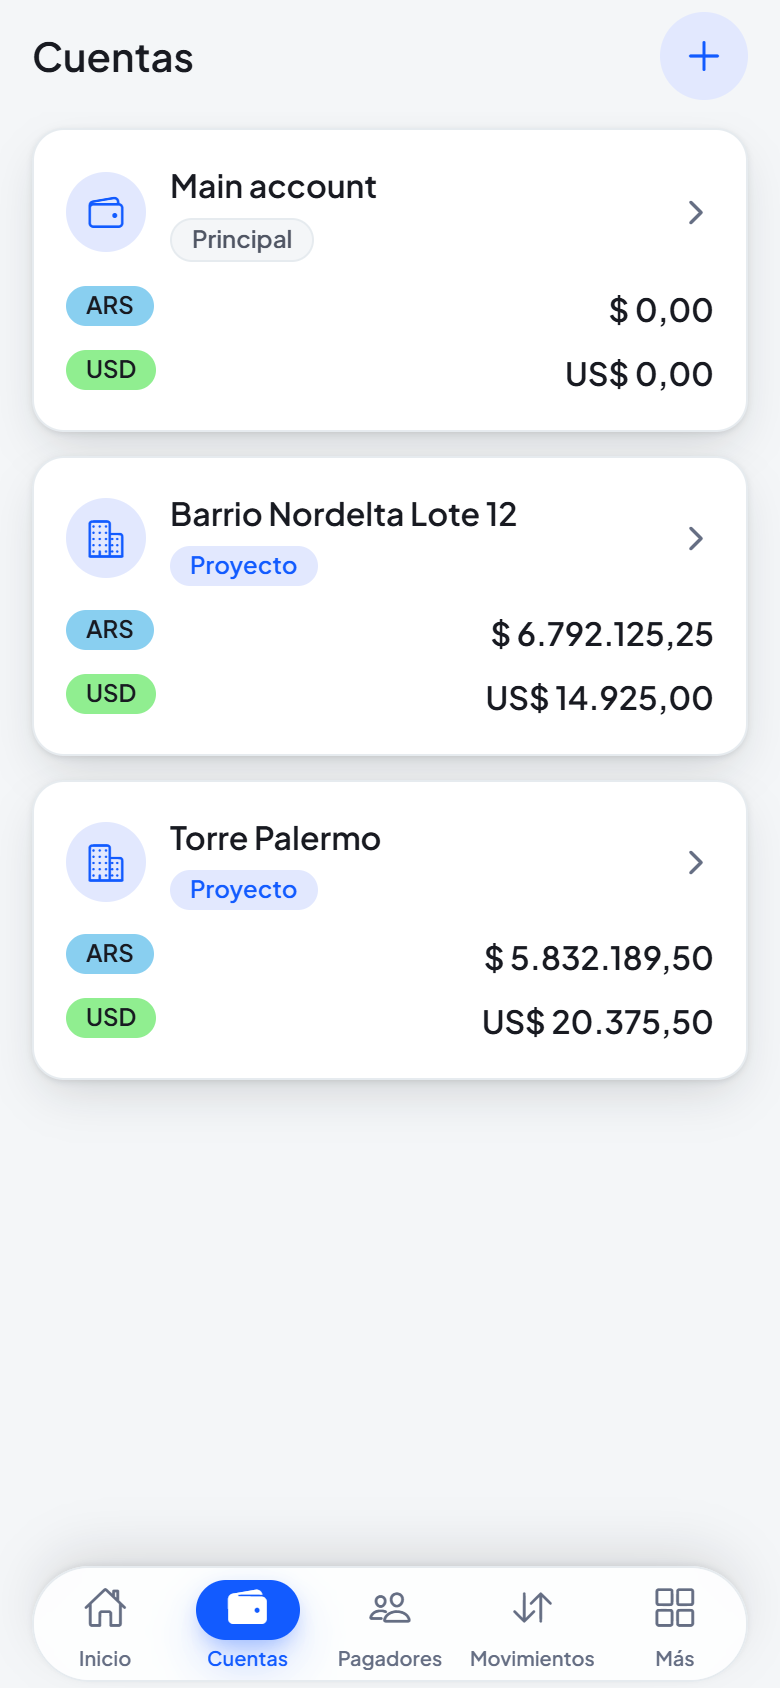 Cuentas
Main account
Principal
ARS $ 0,00
USD US$ 0,00
Barrio Nordelta Lote 12
Proyecto
ARS $ 6.792.125,25
USD US$ 14.925,00
Torre Palermo
Proyecto
ARS $ 5.832.189,50
USD US$ 20.375,50
Inicio Cuentas Pagadores Movimientos Más